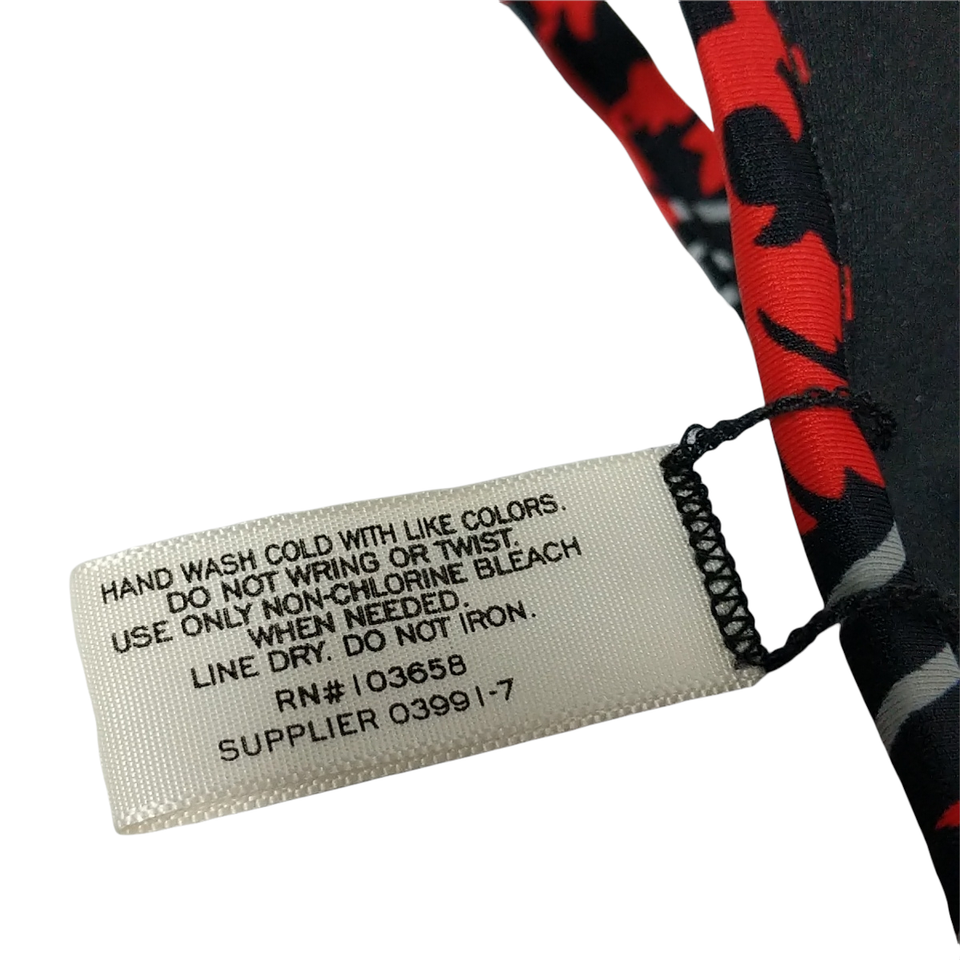 HAND WASH COLD WITH LIKE COLORS.
DO NOT WRING OR TWIST.
USE ONLY NON-CHLORINE BLEACH
WHEN NEEDED.
LINE DRY. DO NOT IRON.
RN# 103658
SUPPLIER 03991-7